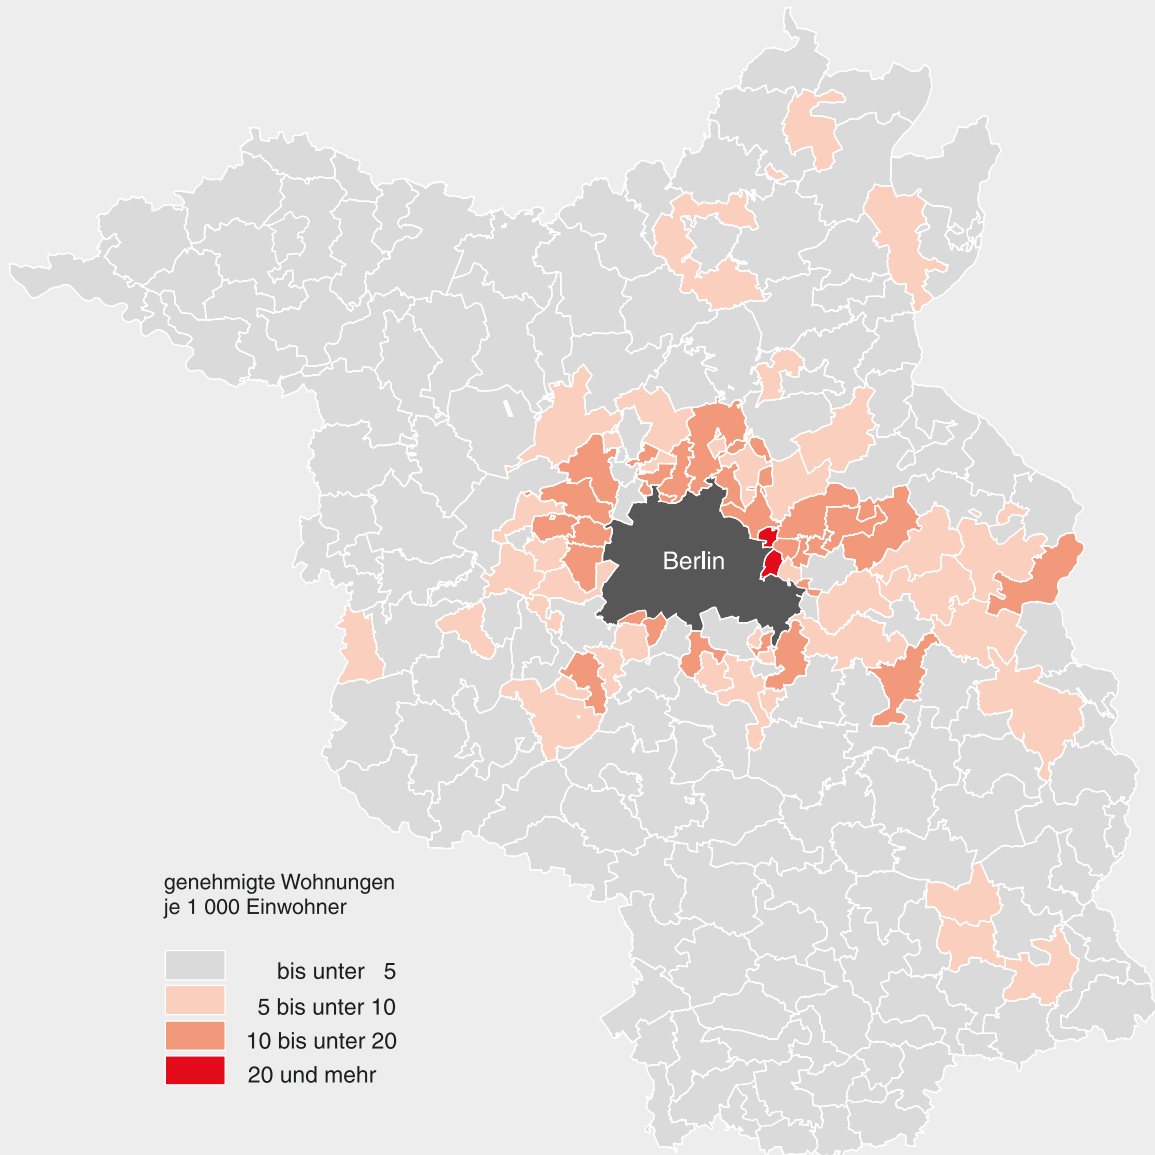 Berlin
genehmigte Wohnungen
je 1 000 Einwohner
bis unter 5
5 bis unter 10
10 bis unter 20
20 und mehr